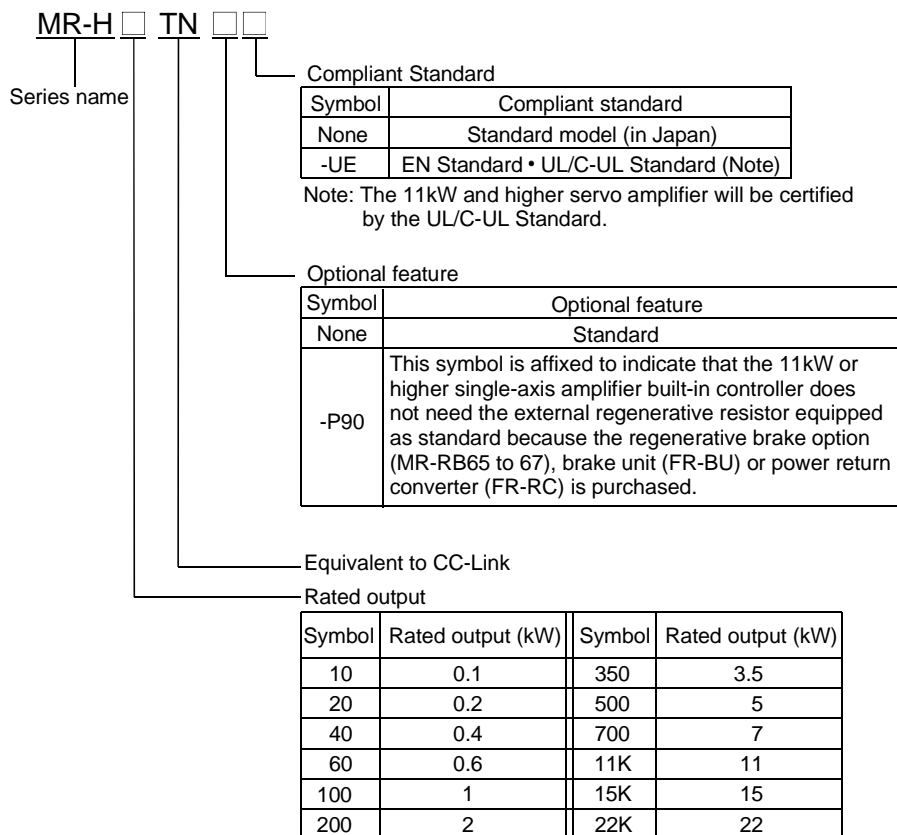 MR-H □ TN □ □
Series name
Compliant Standard
Symbol Compliant standard
None Standard model (in Japan)
-UE EN Standard • UL/C-UL Standard (Note)
Note: The 11kW and higher servo amplifier will be certified
by the UL/C-UL Standard.
Optional feature
Symbol Optional feature
None Standard
-P90 This symbol is affixed to indicate that the 11kW or
higher single-axis amplifier built-in controller does
not need the external regenerative resistor equipped
as standard because the regenerative brake option
(MR-RB65 to 67), brake unit (FR-BU) or power return
converter (FR-RC) is purchased.
Equivalent to CC-Link
Rated output
Symbol Rated output (kW) Symbol Rated output (kW)
10 0.1 350 3.5
20 0.2 500 5
40 0.4 700 7
60 0.6 11K 11
100 1 15K 15
200 2 22K 22